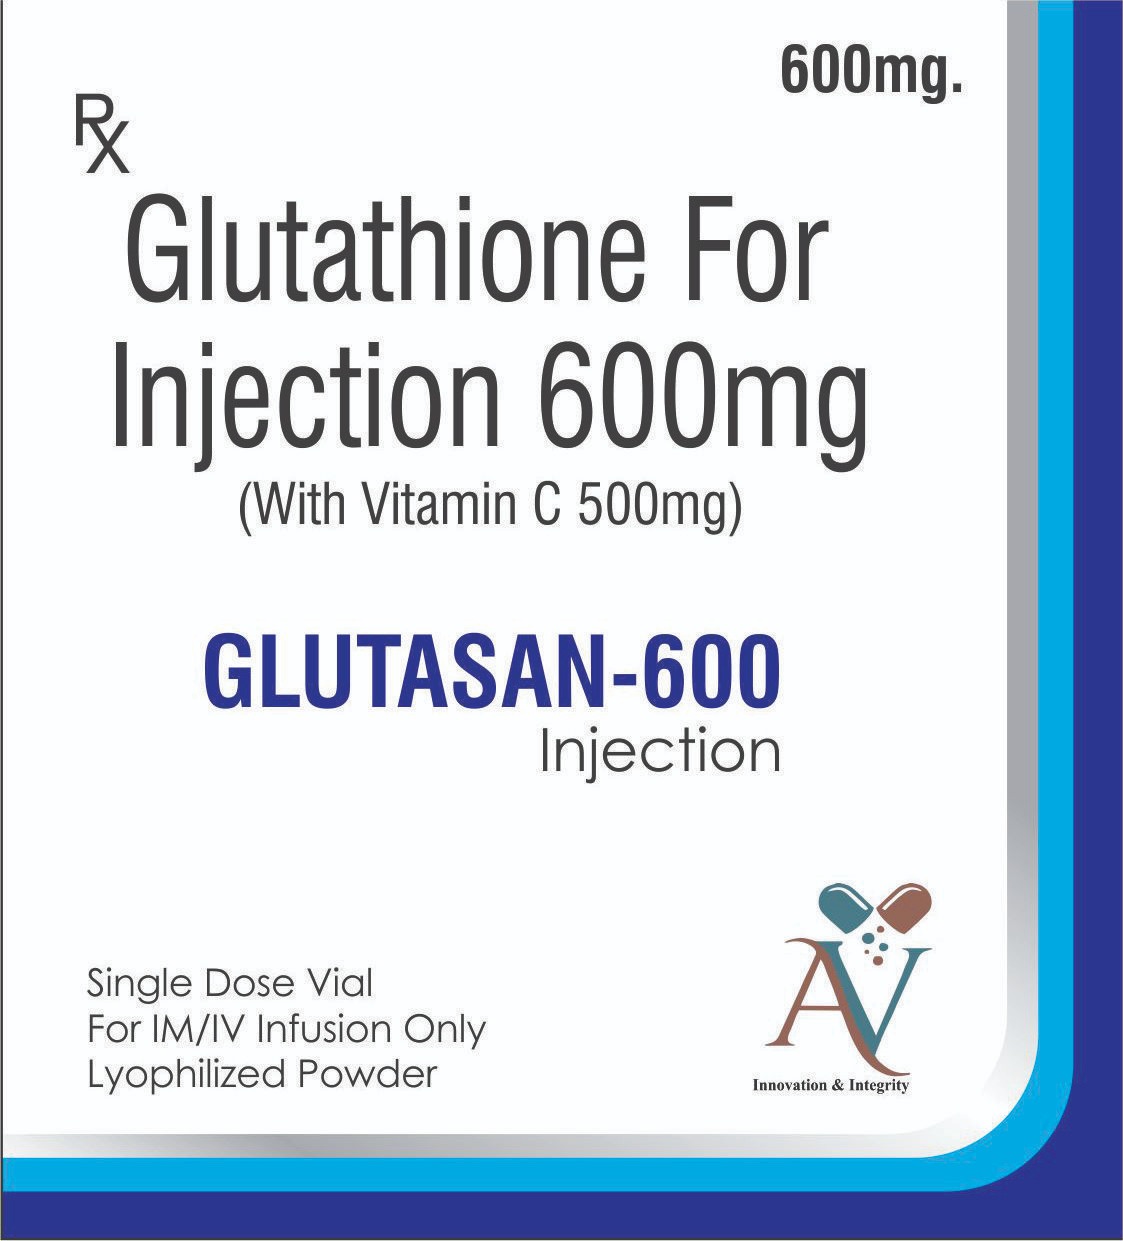 600mg.
Rx
Glutathione For
Injection 600mg
(With Vitamin C 500mg)
GLUTASAN-600
Injection
Single Dose Vial
For IM/IV Infusion Only
Lyophilized Powder
AV
Innovation & Integrity